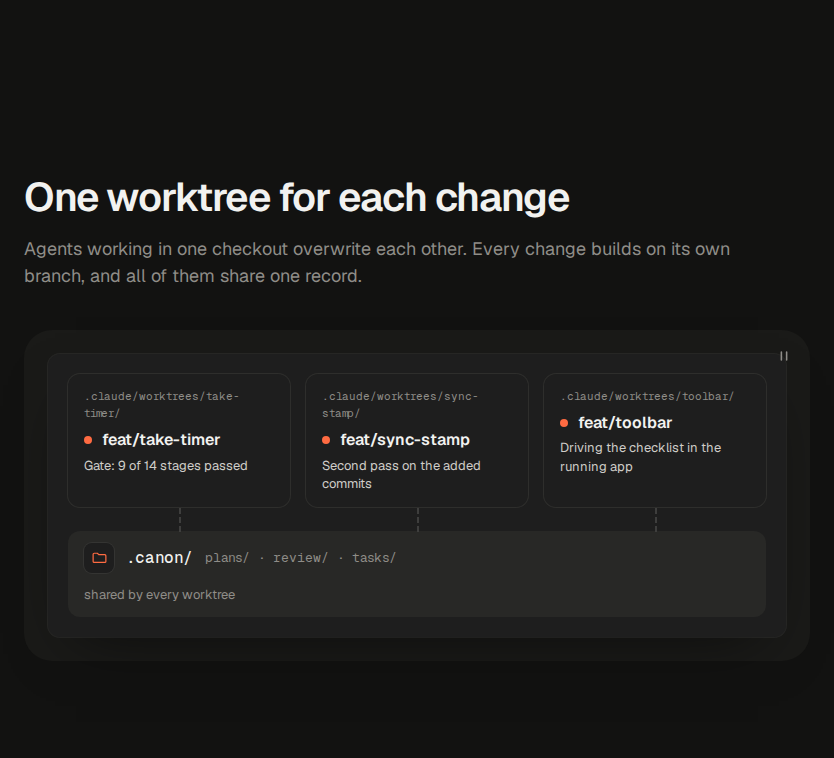 One worktree for each change
Agents working in one checkout overwrite each other. Every change builds on its own
branch, and all of them share one record.
.claude/worktrees/take-
timer/
feat/take-timer
Gate: 9 of 14 stages passed
.claude/worktrees/sync-
stamp/
feat/sync-stamp
Second pass on the added
commits
.claude/worktrees/toolbar/
feat/toolbar
Driving the checklist in the
running app
.canon/ plans/ · review/ · tasks/
shared by every worktree